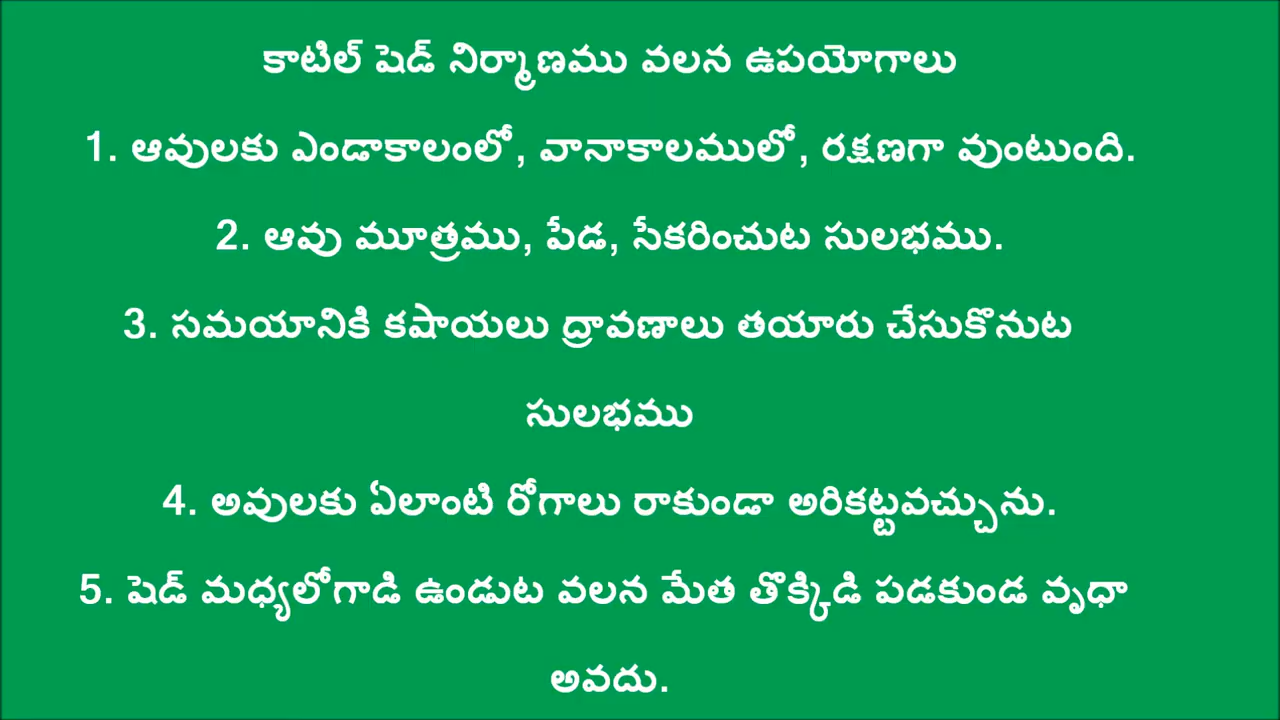 కాటిల్ షెడ్ నిర్మాణము వలన ఉపయోగాలు
1. ఆవులకు ఎండాకాలంలో, వానాకాలములో, రక్షణగా వుంటుంది.
2. ఆవు మూత్రము, పేడ, సేకరించుట సులభము.
3. సమయానికి కషాయలు ద్రావణాలు తయారు చేసుకొనుట
సులభము
4. అవులకు ఏలాంటి రోగాలు రాకుండా అరికట్టవచ్చును.
5. షెడ్ మధ్యలోగాడి ఉండుట వలన మేత తొక్కిడి పడకుండ వృధా
అవదు.